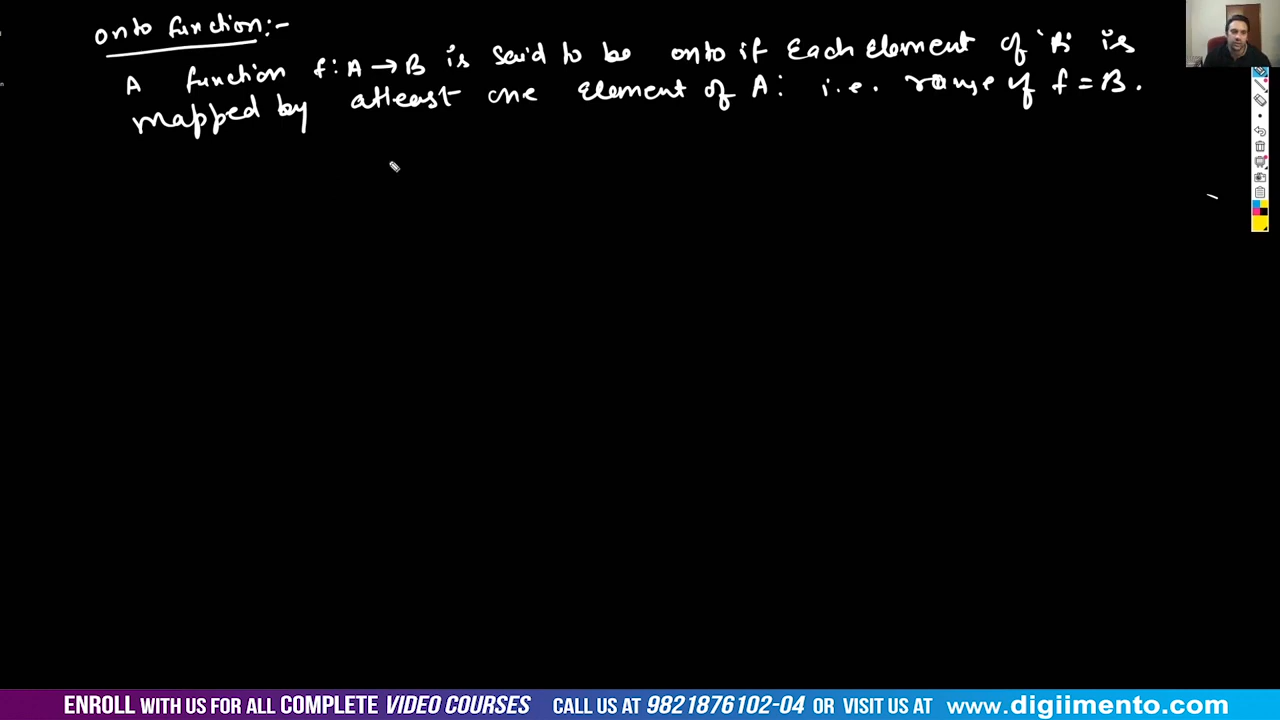 onto function:-
A function f: A → B is said to be onto if Each element of 'B' is
mapped by atleast one element of A: i.e. range of f = B.
ENROLL WITH US FOR ALL COMPLETE VIDEO COURSES CALL US AT 9821876102-04 OR VISIT US AT www.digiimento.com